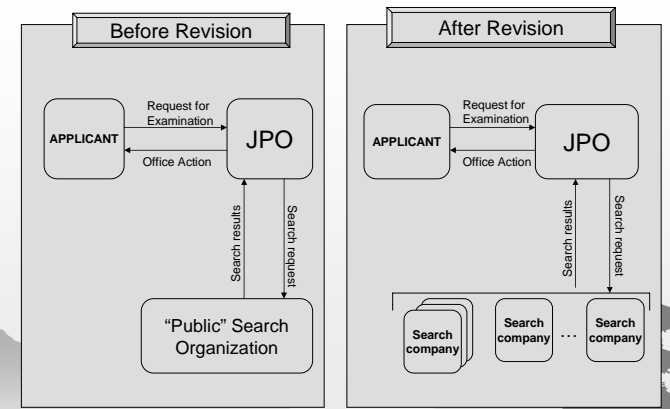 Before Revision
APPLICANT
Request for
Examination
JPO
Office Action
Search results
Search request
“Public” Search
Organization
After Revision
APPLICANT
Request for
Examination
JPO
Office Action
Search results
Search request
Search
company
Search
company
...
Search
company